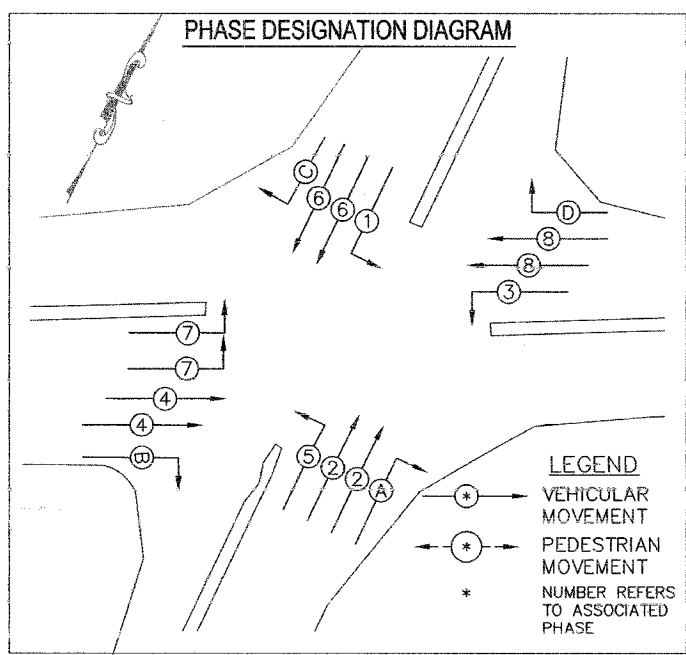 PHASE DESIGNATION DIAGRAM
C
6
6
1
D
8
8
3
7
7
4
4
B
5
2
2
A
LEGEND
* VEHICULAR
MOVEMENT
* PEDESTRIAN
MOVEMENT
* NUMBER REFERS
TO ASSOCIATED
PHASE